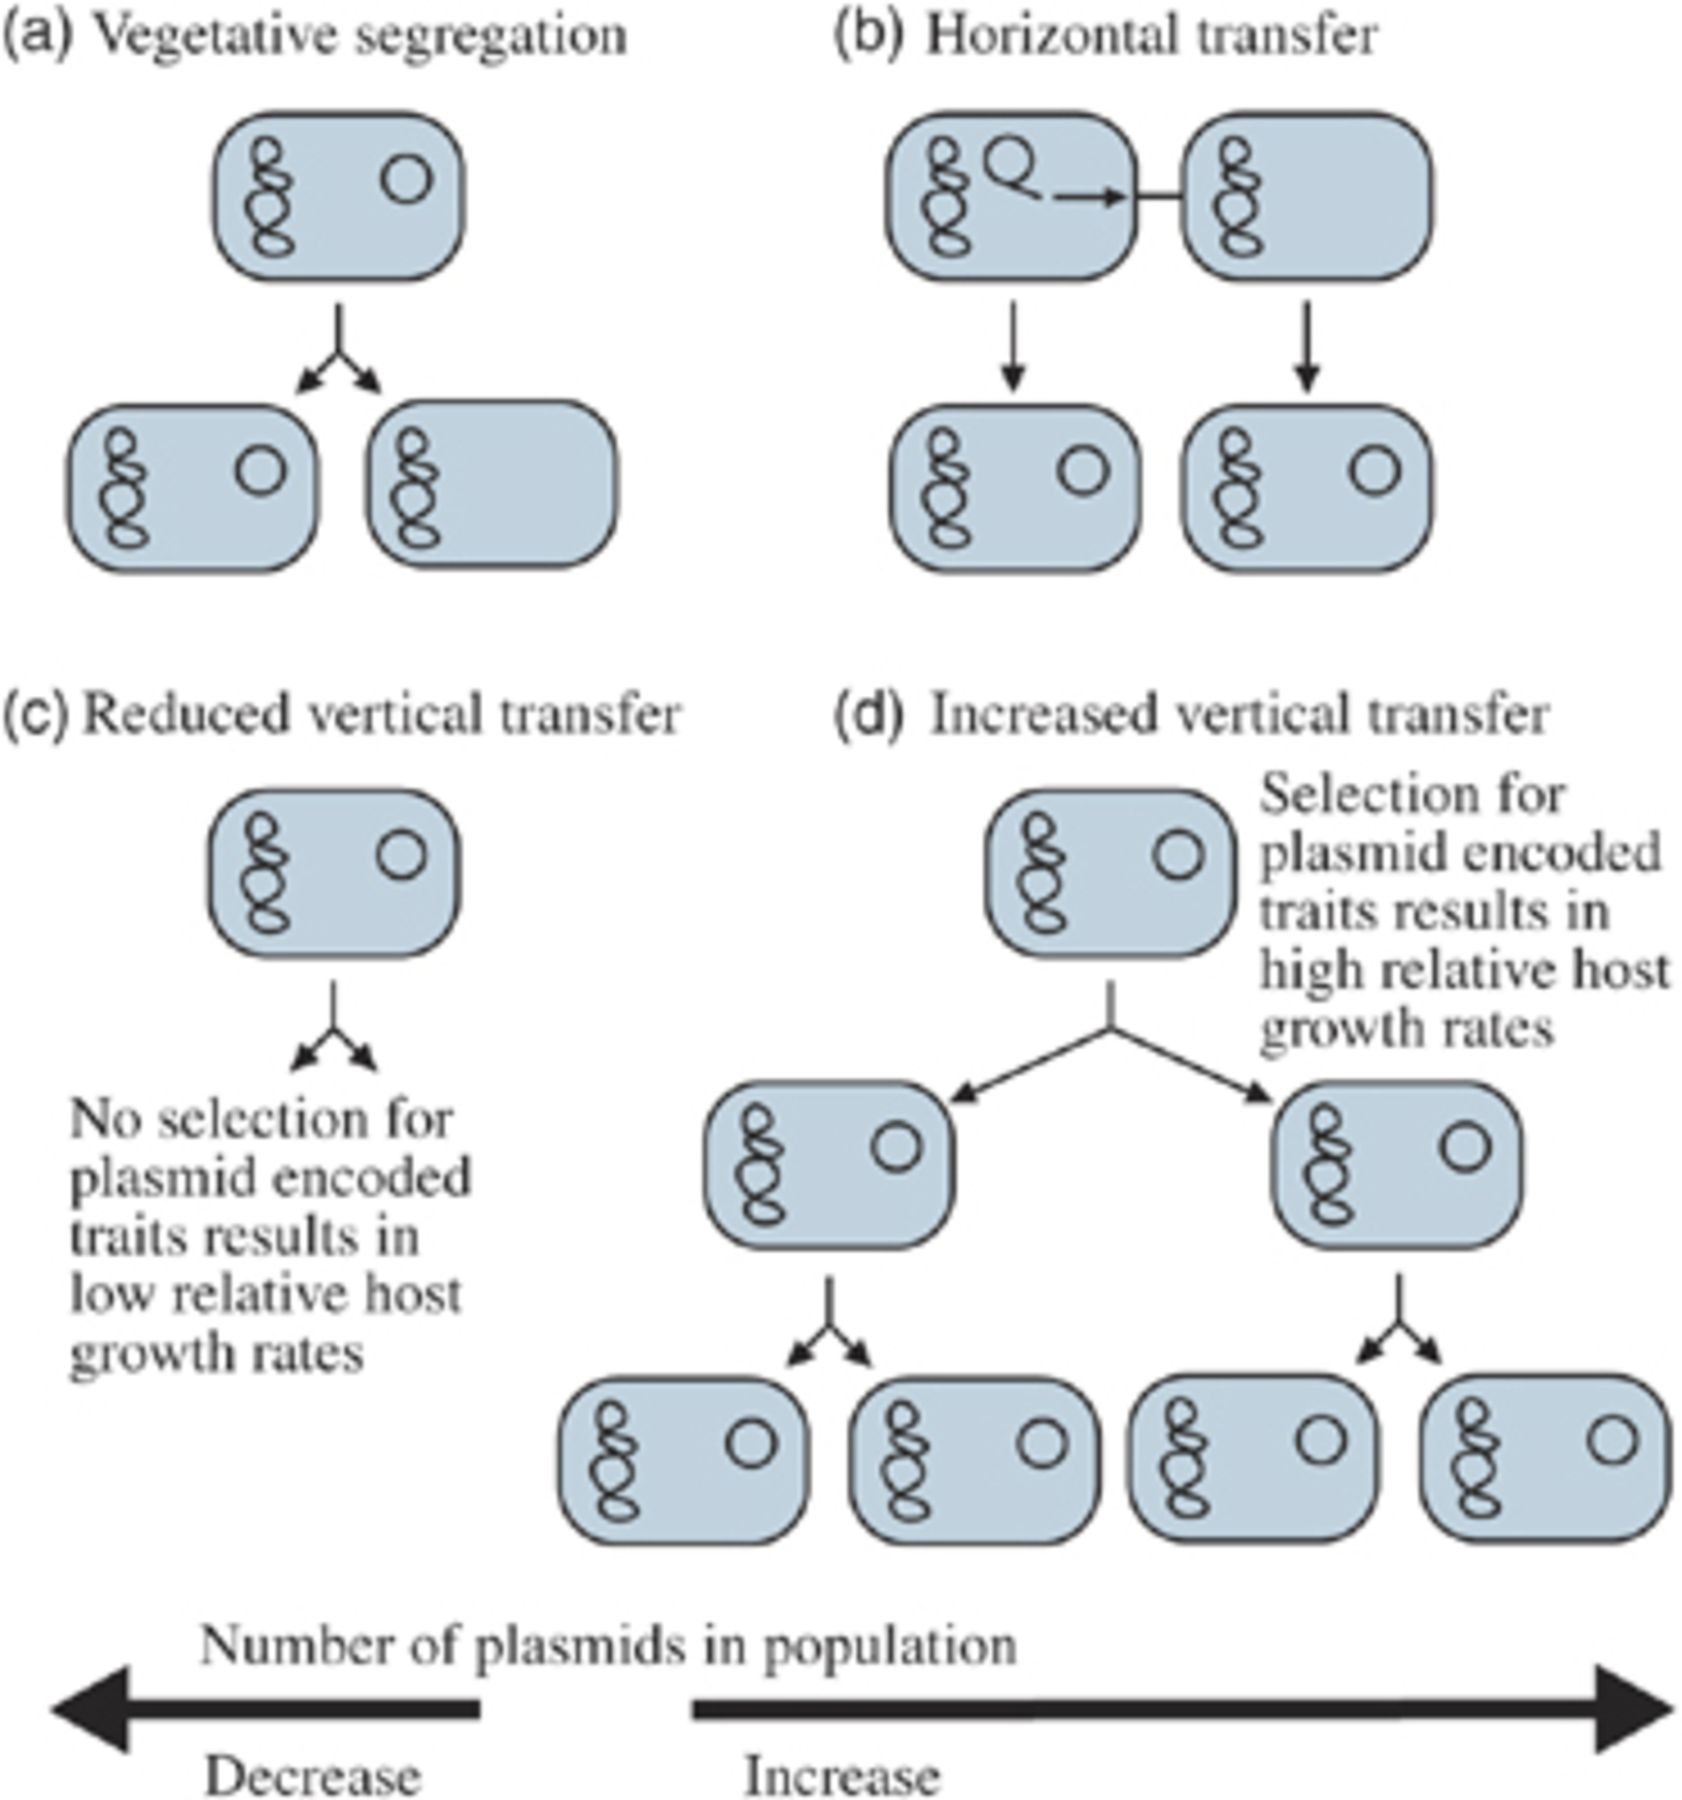 (a) Vegetative segregation
(b) Horizontal transfer
(c) Reduced vertical transfer
No selection for
plasmid encoded
traits results in
low relative host
growth rates
(d) Increased vertical transfer
Selection for
plasmid encoded
traits results in
high relative host
growth rates
Number of plasmids in population
Decrease
Increase